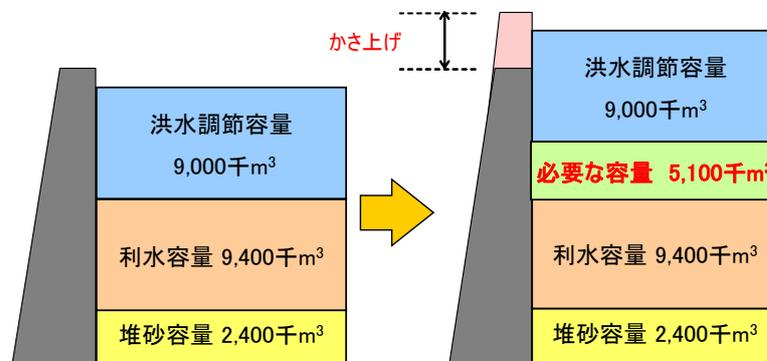 洪水調節容量
9,000千m³
利水容量 9,400千m³
堆砂容量 2,400千m³
かさ上げ
洪水調節容量
9,000千m³
必要な容量 5,100千m³
利水容量 9,400千m³
堆砂容量 2,400千m³